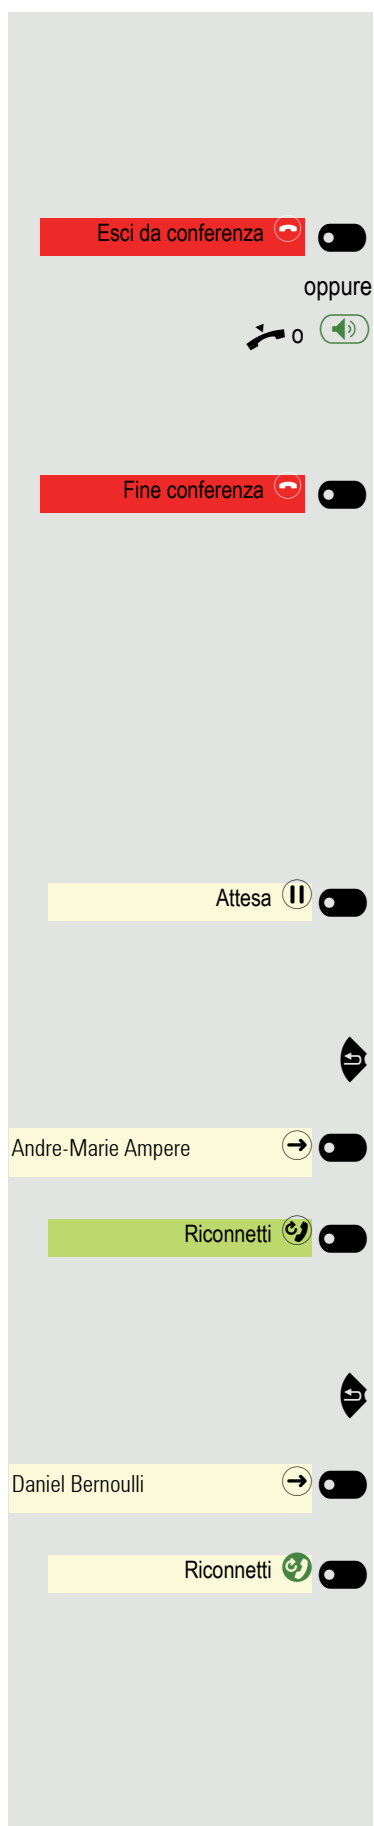 Esci da conferenza
oppure
o
Fine conferenza
Attesa
Andre-Marie Ampere
Riconnetti
Daniel Bernoulli
Riconnetti